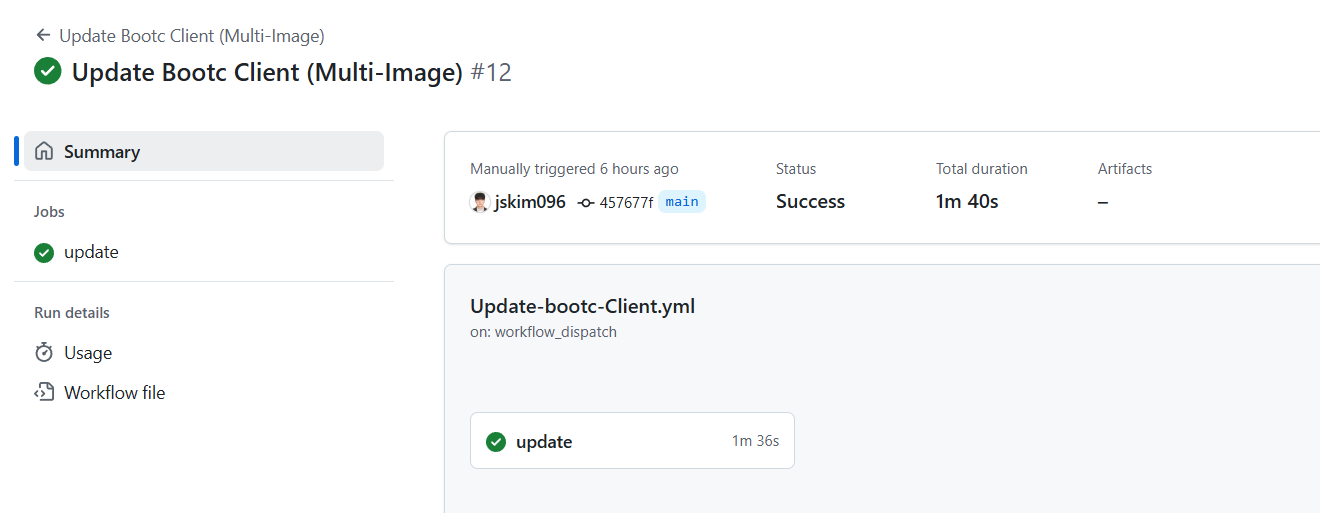 Update Bootc Client (Multi-Image)
Update Bootc Client (Multi-Image) #12
Summary
Jobs
update
Run details
Usage
Workflow file
Manually triggered 6 hours ago
jskim096 457677f main
Status
Success
Total duration
1m 40s
Artifacts
–
Update-bootc-Client.yml
on: workflow_dispatch
update 1m 36s